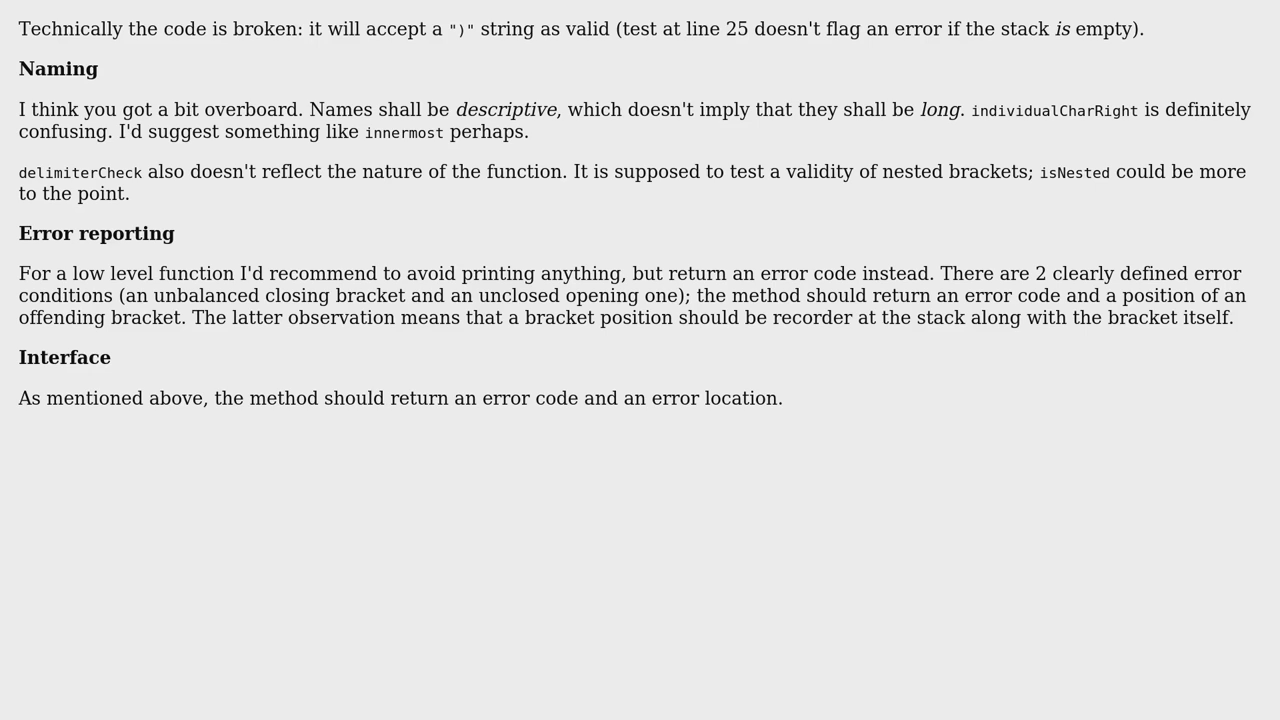 Technically the code is broken: it will accept a ")" string as valid (test at line 25 doesn't flag an error if the stack is empty).
Naming
I think you got a bit overboard. Names shall be descriptive, which doesn't imply that they shall be long. individualCharRight is definitely
confusing. I'd suggest something like innermost perhaps.
delimiterCheck also doesn't reflect the nature of the function. It is supposed to test a validity of nested brackets; isNested could be more
to the point.
Error reporting
For a low level function I'd recommend to avoid printing anything, but return an error code instead. There are 2 clearly defined error
conditions (an unbalanced closing bracket and an unclosed opening one); the method should return an error code and a position of an
offending bracket. The latter observation means that a bracket position should be recorder at the stack along with the bracket itself.
Interface
As mentioned above, the method should return an error code and an error location.